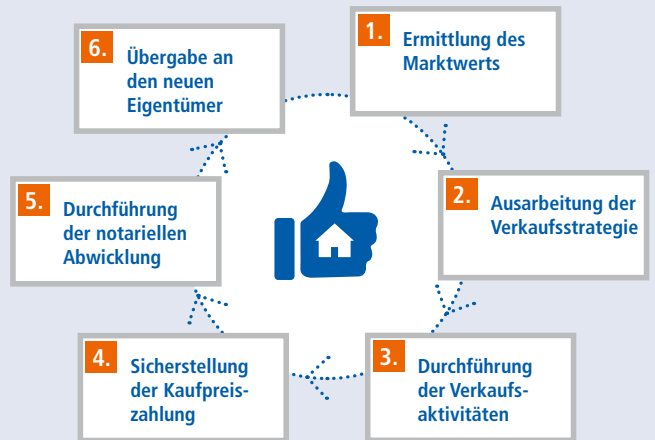 1.
Ermittlung des
Marktwerts
2.
Ausarbeitung der
Verkaufsstrategie
3.
Durchführung
der Verkaufs-
aktivitäten
4.
Sicherstellung
der Kaufpreis-
zahlung
5.
Durchführung
der notariellen
Abwicklung
6.
Übergabe an
den neuen
Eigentümer